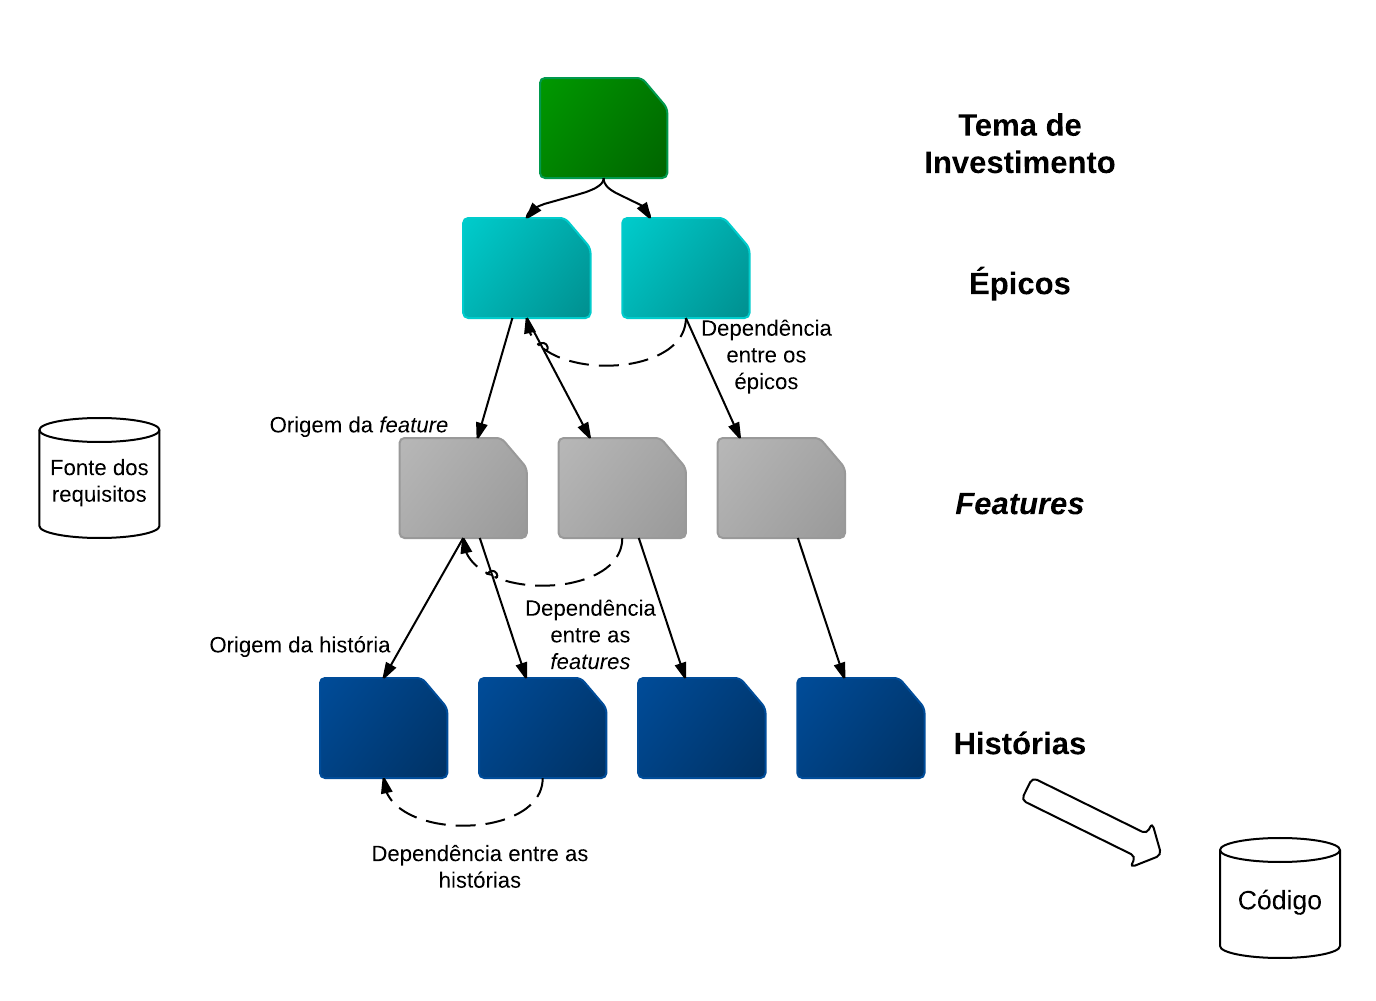 Tema de
Investimento
Épicos
Dependência
entre os
épicos
Origem da feature
Fonte dos
requisitos
Features
Dependência
entre as
features
Origem da história
Histórias
Dependência entre as
histórias
Código